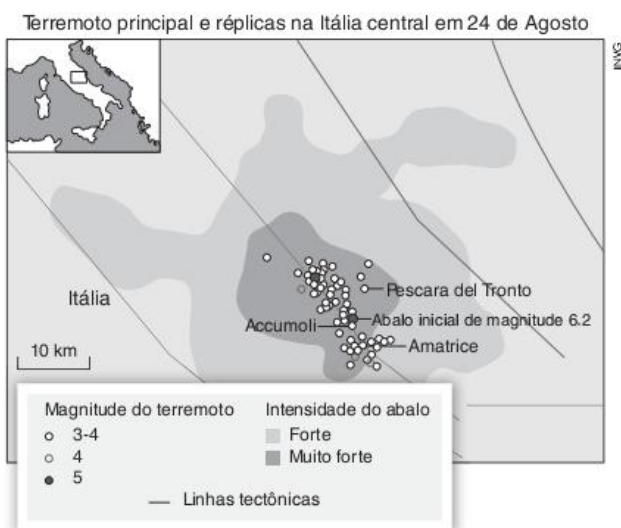 Terremoto principal e réplicas na Itália central em 24 de Agosto
INVG
Itália
Pescara del Tronto
Abalo inicial de magnitude 6.2
Accumoli
Amatrice
10 km
Magnitude do terremoto
3-4
4
5
Intensidade do abalo
Forte
Muito forte
Linhas tectônicas